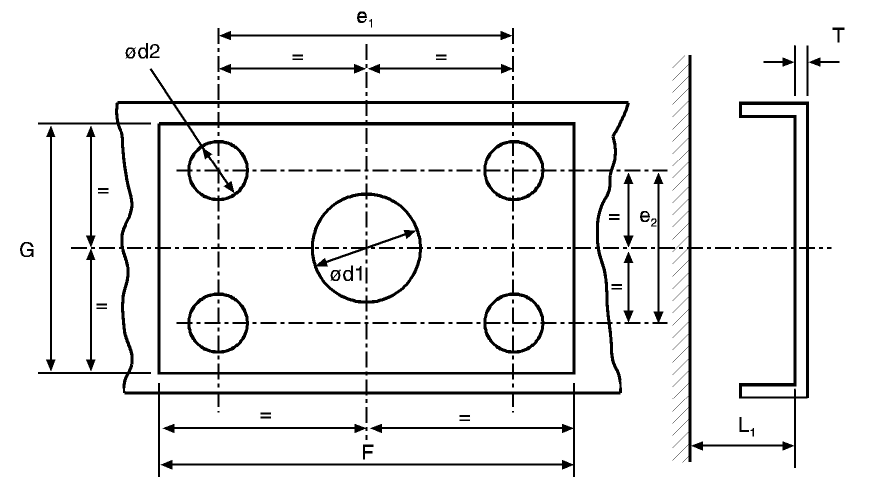 e₁
T
ød2
=
=
=
=
e₂
G
ød1
=
=
=
=
L₁
F